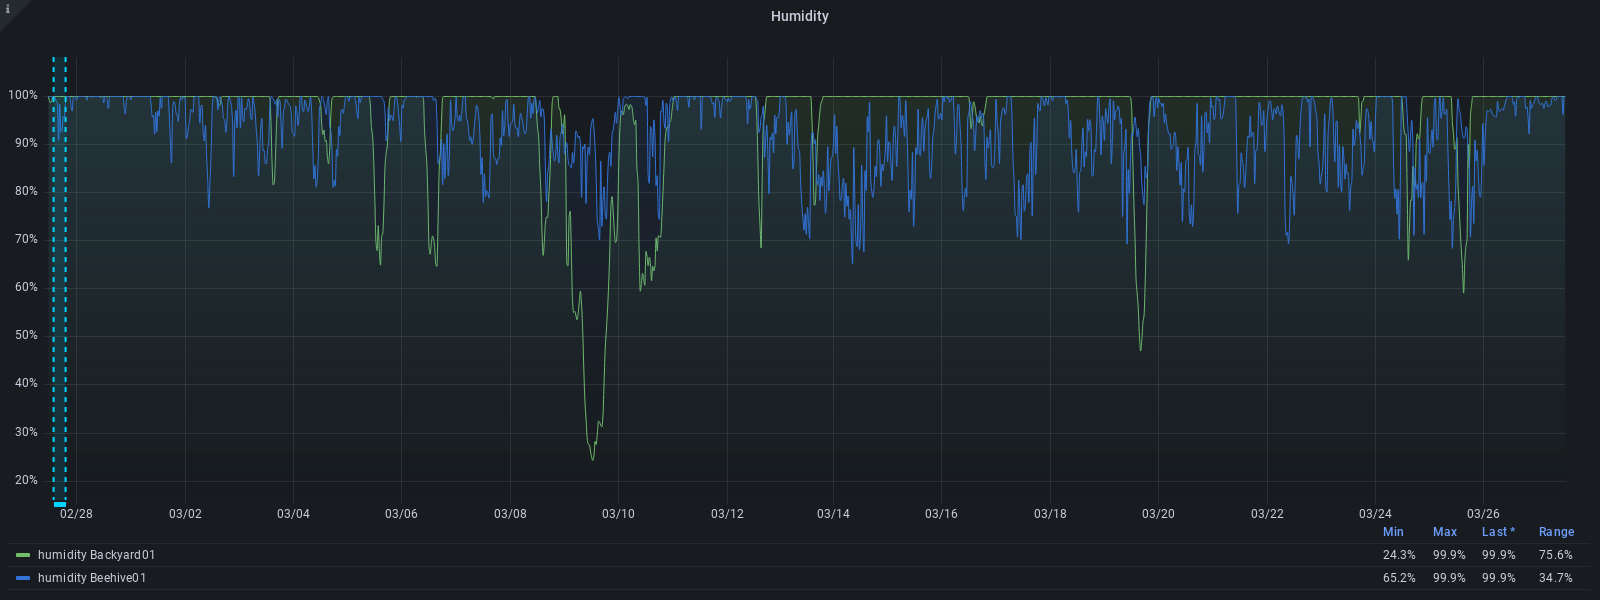 i
Humidity
100%
90%
80%
70%
60%
50%
40%
30%
20%
02/28 03/02 03/04 03/06 03/08 03/10 03/12 03/14 03/16 03/18 03/20 03/22 03/24 03/26
Min Max Last * Range
humidity Backyard01 24.3% 99.9% 99.9% 75.6%
humidity Beehive01 65.2% 99.9% 99.9% 34.7%